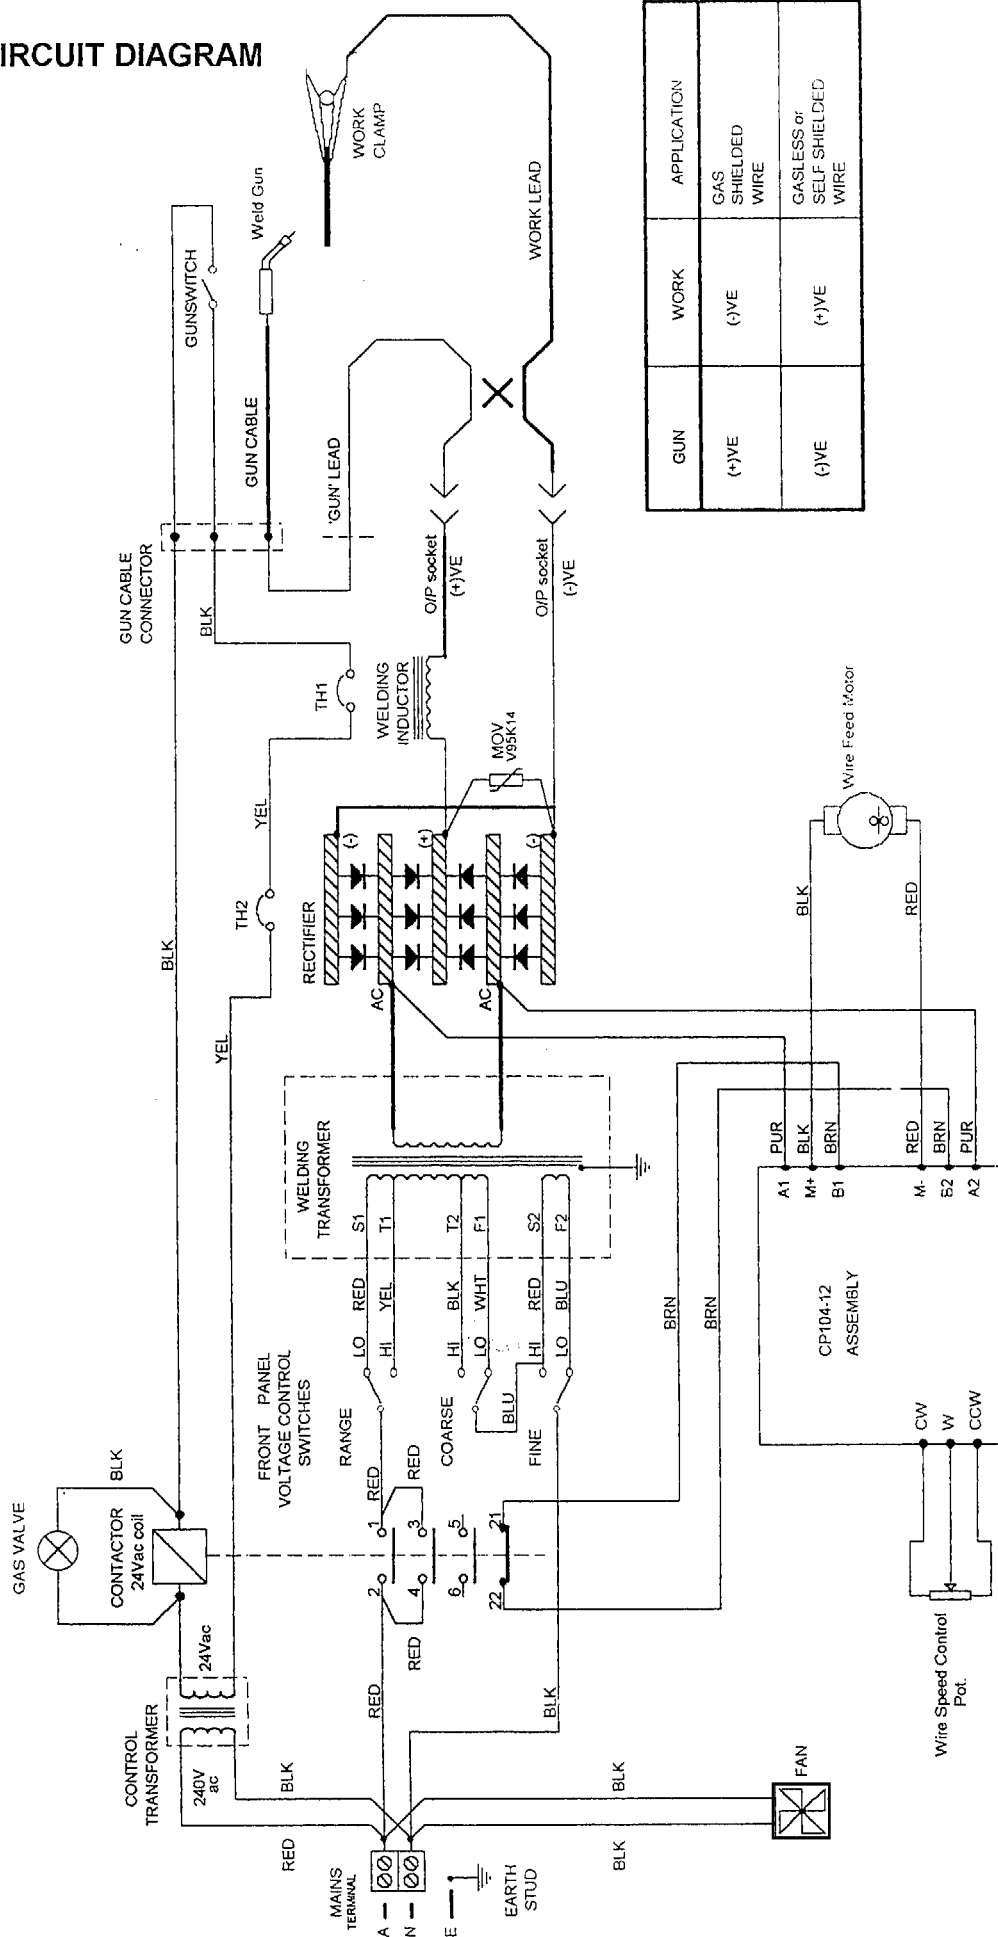 IRCUIT DIAGRAM
GAS VALVE
BLK
CONTACTOR
24Vac coil
24Vac
CONTROL
TRANSFORMER
240V
ac
RED
BLK
MAINS
TERMINAL
A
N
E
EARTH
STUD
BLK
BLK
FAN
RED
RED
BLK
2
1
4
3
6
5
22
21
RED
RED
FRONT PANEL
VOLTAGE CONTROL
SWITCHES
RANGE
COARSE
FINE
BLU
LO
HI
HI
LO
HI
LO
RED
YEL
BLK
WHT
RED
BLU
S1
T1
T2
F1
S2
F2
WELDING
TRANSFORMER
BRN
BRN
BLK
YEL
YEL
TH2
TH1
BLK
GUN CABLE
CONNECTOR
GUNSWITCH
Weld Gun
GUN CABLE
'GUN' LEAD
WORK
CLAMP
WORK LEAD
RECTIFIER
AC
AC
(-)
(+)
(-)
WELDING
INDUCTOR
MOV
V95K14
O/P socket
(+)VE
O/P socket
(-)VE
Wire Feed Motor
BLK
RED
PUR
BLK
BRN
RED
BRN
PUR
A1
M+
B1
M-
B2
A2
CP104-12
ASSEMBLY
CW
W
CCW
Wire Speed Control
Pot.
GUN WORK APPLICATION
(+)VE (-)VE GAS
SHIELDED
WIRE
(-)VE (+)VE GASLESS or
SELF SHIELDED
WIRE